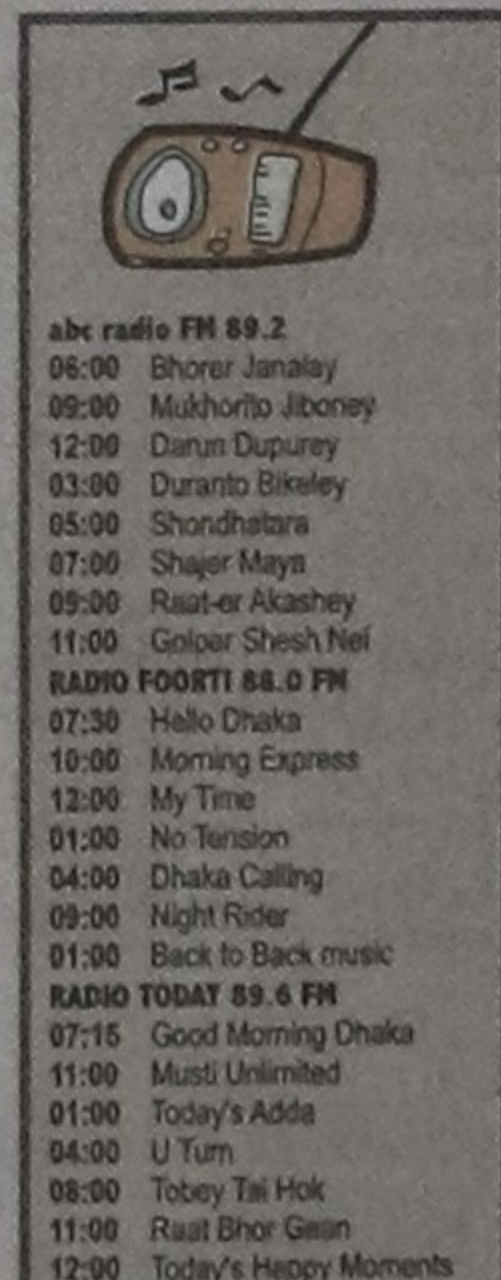 abc radio FM 89.2
06:00 Bhorer Janalay
09:00 Mukhorito Jiboney
12:00 Darun Dupurey
03:00 Duranto Bikeley
05:00 Shondhatara
07:00 Shajer Maya
09:00 Raat-er Akashey
11:00 Golper Shesh Nei
RADIO FOORTI 88.0 FM
07:30 Hello Dhaka
10:00 Morning Express
12:00 My Time
01:00 No Tension
04:00 Dhaka Calling
09:00 Night Rider
01:00 Back to Back music
RADIO TODAY 89.6 FM
07:15 Good Morning Dhaka
11:00 Musti Unlimited
01:00 Today's Adda
04:00 U Turn
08:00 Tobey Tai Hok
11:00 Raat Bhor Gaan
12:00 Today's Happy Moments